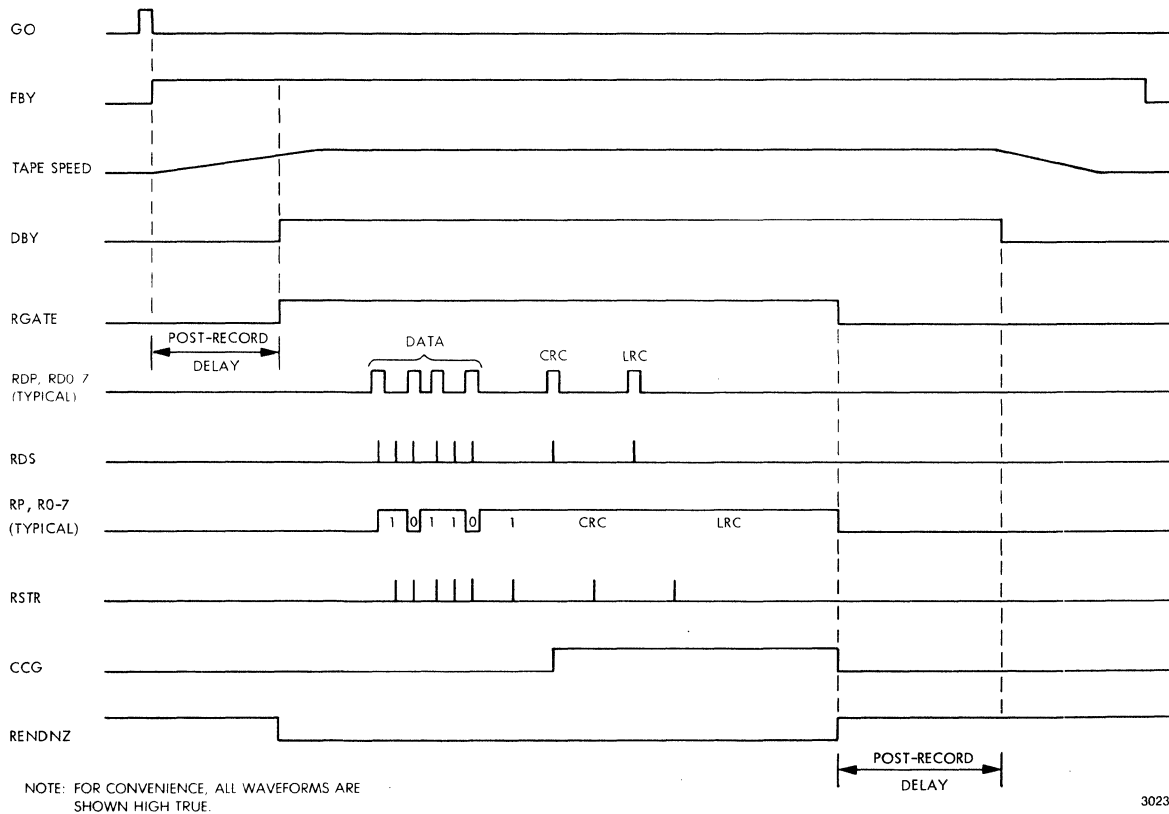 GO
FBY
TAPE SPEED
DBY
RGATE
POST-RECORD
DELAY
DATA
CRC
LRC
RDP, RD0 7
(TYPICAL)
RDS
RP, R0-7
(TYPICAL)
1 0 1 1 0 1 CRC LRC
RSTR
CCG
RENDNZ
POST-RECORD
DELAY
NOTE: FOR CONVENIENCE, ALL WAVEFORMS ARE
SHOWN HIGH TRUE.
3023